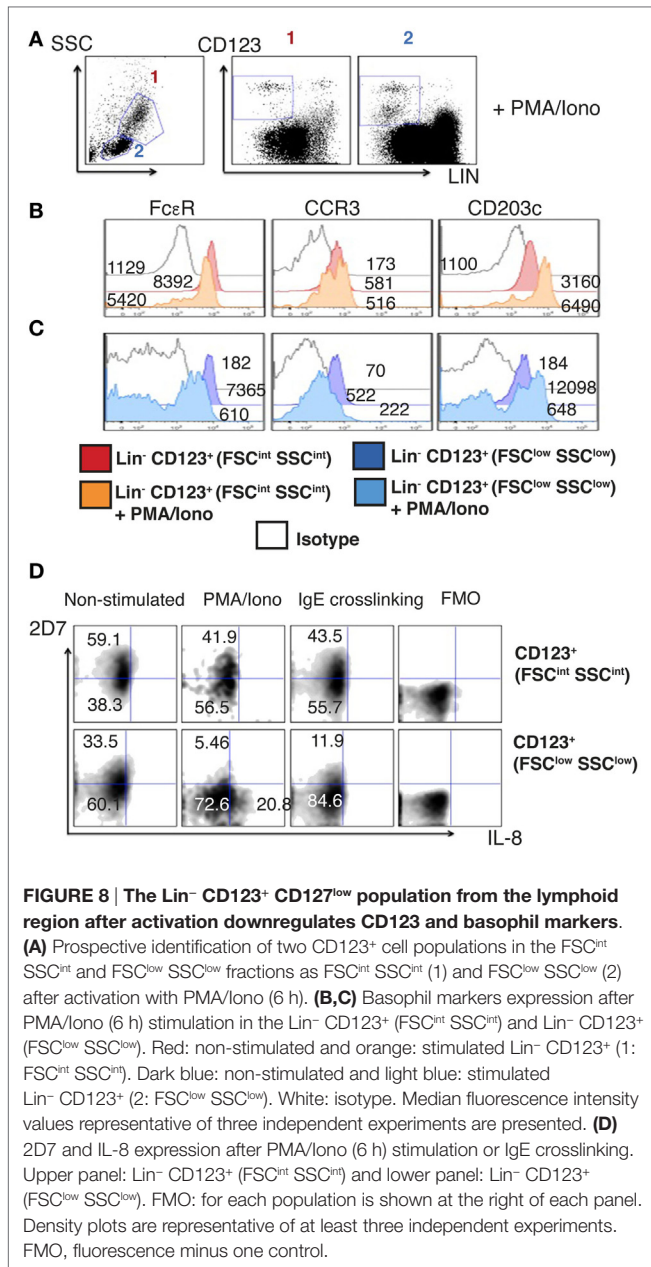 A
SSC
CD123
1
2
1
2
+ PMA/Iono
LIN
B
FcεR
CCR3
CD203c
1129
8392
5420
173
581
516
1100
3160
6490
C
182
7365
610
70
522
222
184
12098
648
Lin⁻ CD123⁺ (FSCⁱⁿᵗ SSCⁱⁿᵗ)
Lin⁻ CD123⁺ (FSCˡᵒʷ SSCˡᵒʷ)
Lin⁻ CD123⁺ (FSCⁱⁿᵗ SSCⁱⁿᵗ)
+ PMA/Iono
Lin⁻ CD123⁺ (FSCˡᵒʷ SSCˡᵒʷ)
+ PMA/Iono
Isotype
D
Non-stimulated PMA/Iono IgE crosslinking FMO
2D7
59.1
38.3
41.9
56.5
43.5
55.7
CD123⁺
(FSCⁱⁿᵗ SSCⁱⁿᵗ)
33.5
60.1
5.46
72.6
20.8
11.9
84.6
CD123⁺
(FSCˡᵒʷ SSCˡᵒʷ)
IL-8
FIGURE 8 | The Lin⁻ CD123⁺ CD127ˡᵒʷ population from the lymphoid
region after activation downregulates CD123 and basophil markers.
(A) Prospective identification of two CD123⁺ cell populations in the FSCⁱⁿᵗ
SSCⁱⁿᵗ and FSCˡᵒʷ SSCˡᵒʷ fractions as FSCⁱⁿᵗ SSCⁱⁿᵗ (1) and FSCˡᵒʷ SSCˡᵒʷ (2)
after activation with PMA/Iono (6 h). (B,C) Basophil markers expression after
PMA/Iono (6 h) stimulation in the Lin⁻ CD123⁺ (FSCⁱⁿᵗ SSCⁱⁿᵗ) and Lin⁻ CD123⁺
(FSCˡᵒʷ SSCˡᵒʷ). Red: non-stimulated and orange: stimulated Lin⁻ CD123⁺ (1:
FSCⁱⁿᵗ SSCⁱⁿᵗ). Dark blue: non-stimulated and light blue: stimulated
Lin⁻ CD123⁺ (2: FSCˡᵒʷ SSCˡᵒʷ). White: isotype. Median fluorescence intensity
values representative of three independent experiments are presented. (D)
2D7 and IL-8 expression after PMA/Iono (6 h) stimulation or IgE crosslinking.
Upper panel: Lin⁻ CD123⁺ (FSCⁱⁿᵗ SSCⁱⁿᵗ) and lower panel: Lin⁻ CD123⁺
(FSCˡᵒʷ SSCˡᵒʷ). FMO: for each population is shown at the right of each panel.
Density plots are representative of at least three independent experiments.
FMO, fluorescence minus one control.